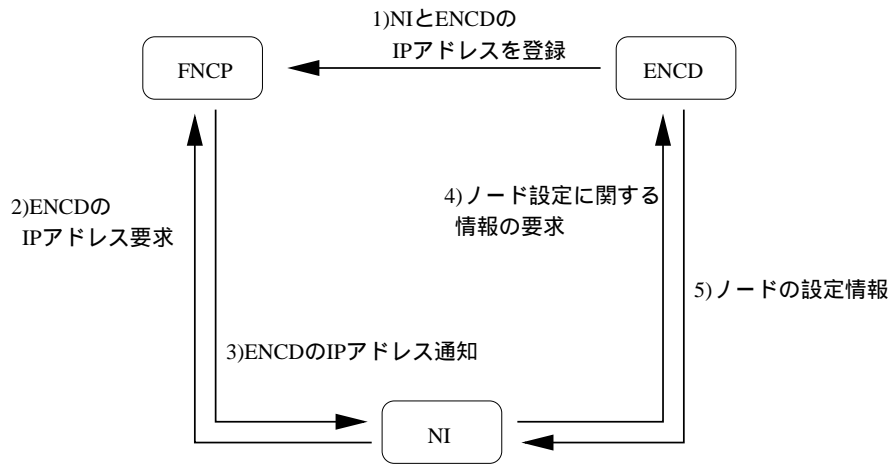 1)NIとENCDの
IPアドレスを登録
FNCP
ENCD
2)ENCDの
IPアドレス要求
4)ノード設定に関する
情報の要求
5)ノードの設定情報
3)ENCDのIPアドレス通知
NI